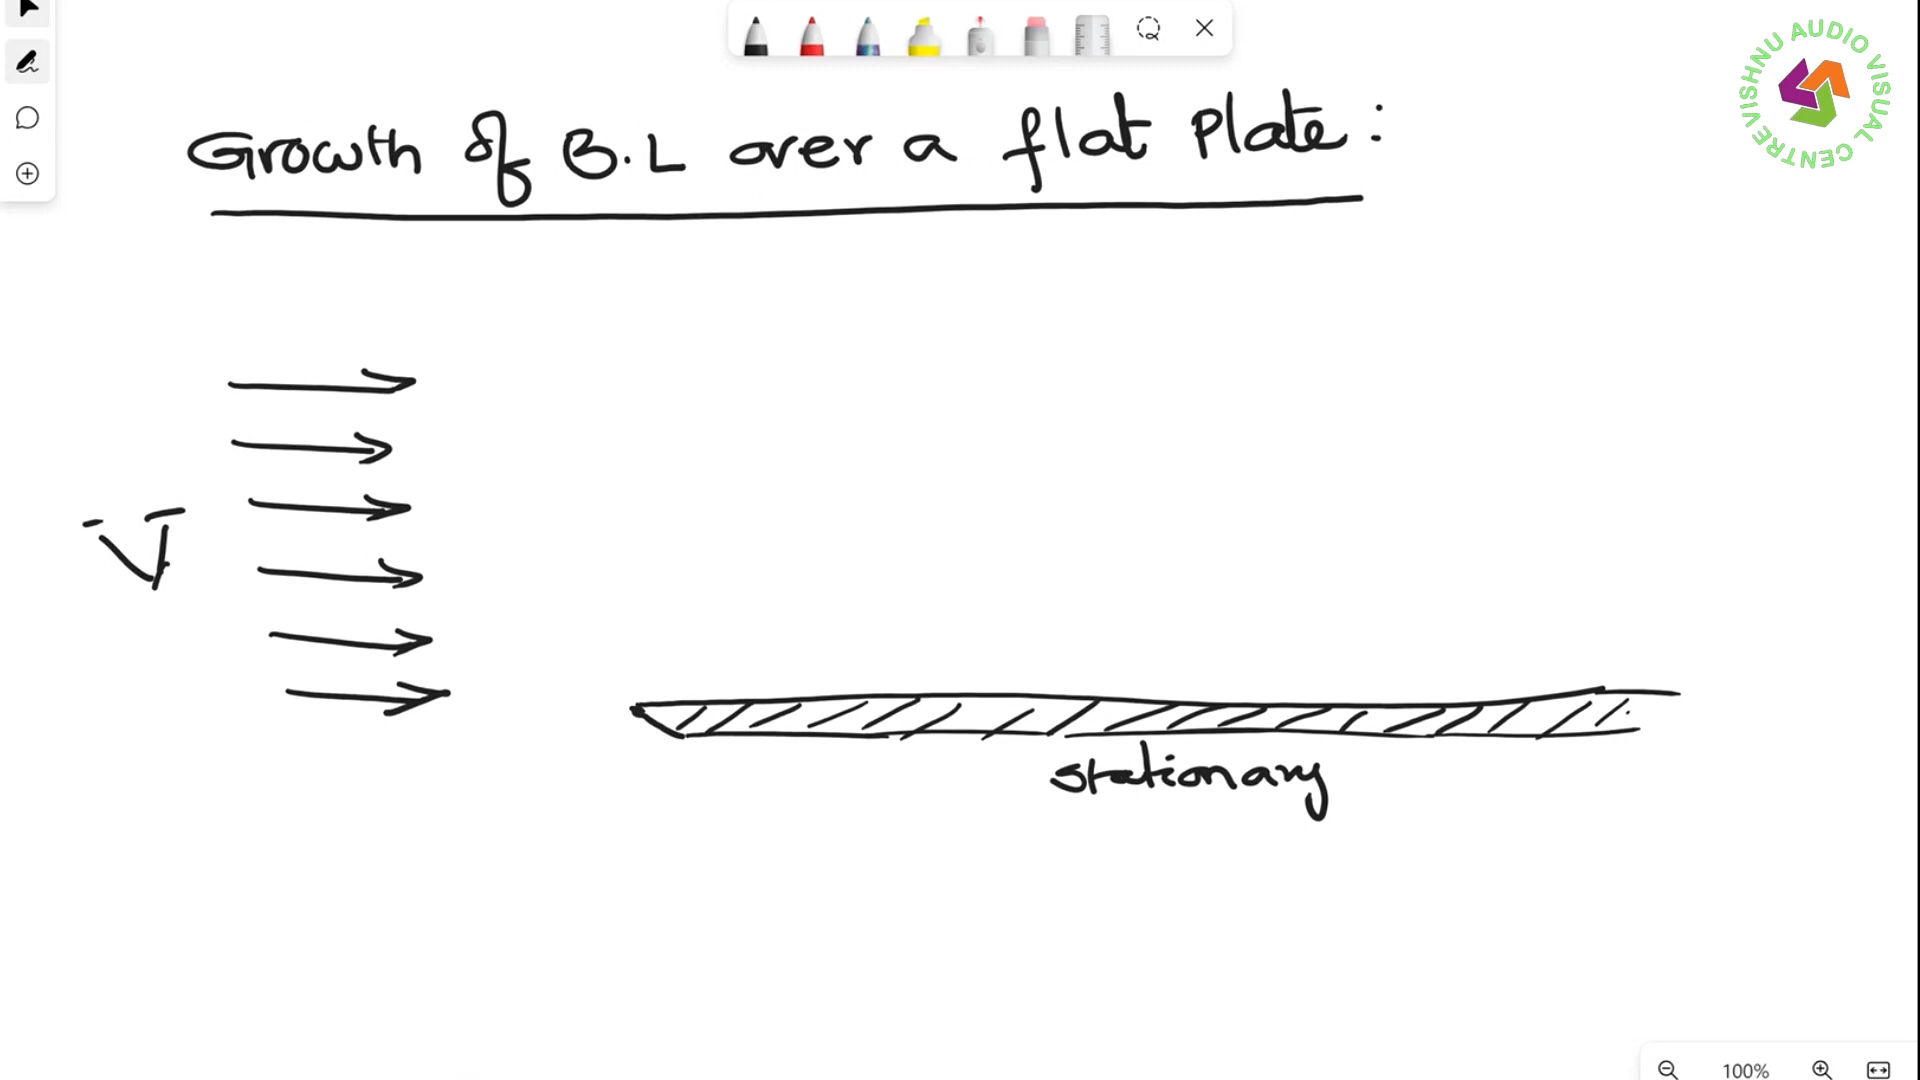 VISHNU AUDIO VISUAL CENTRE
Growth of B.L over a flat Plate:
V
stationary
100%